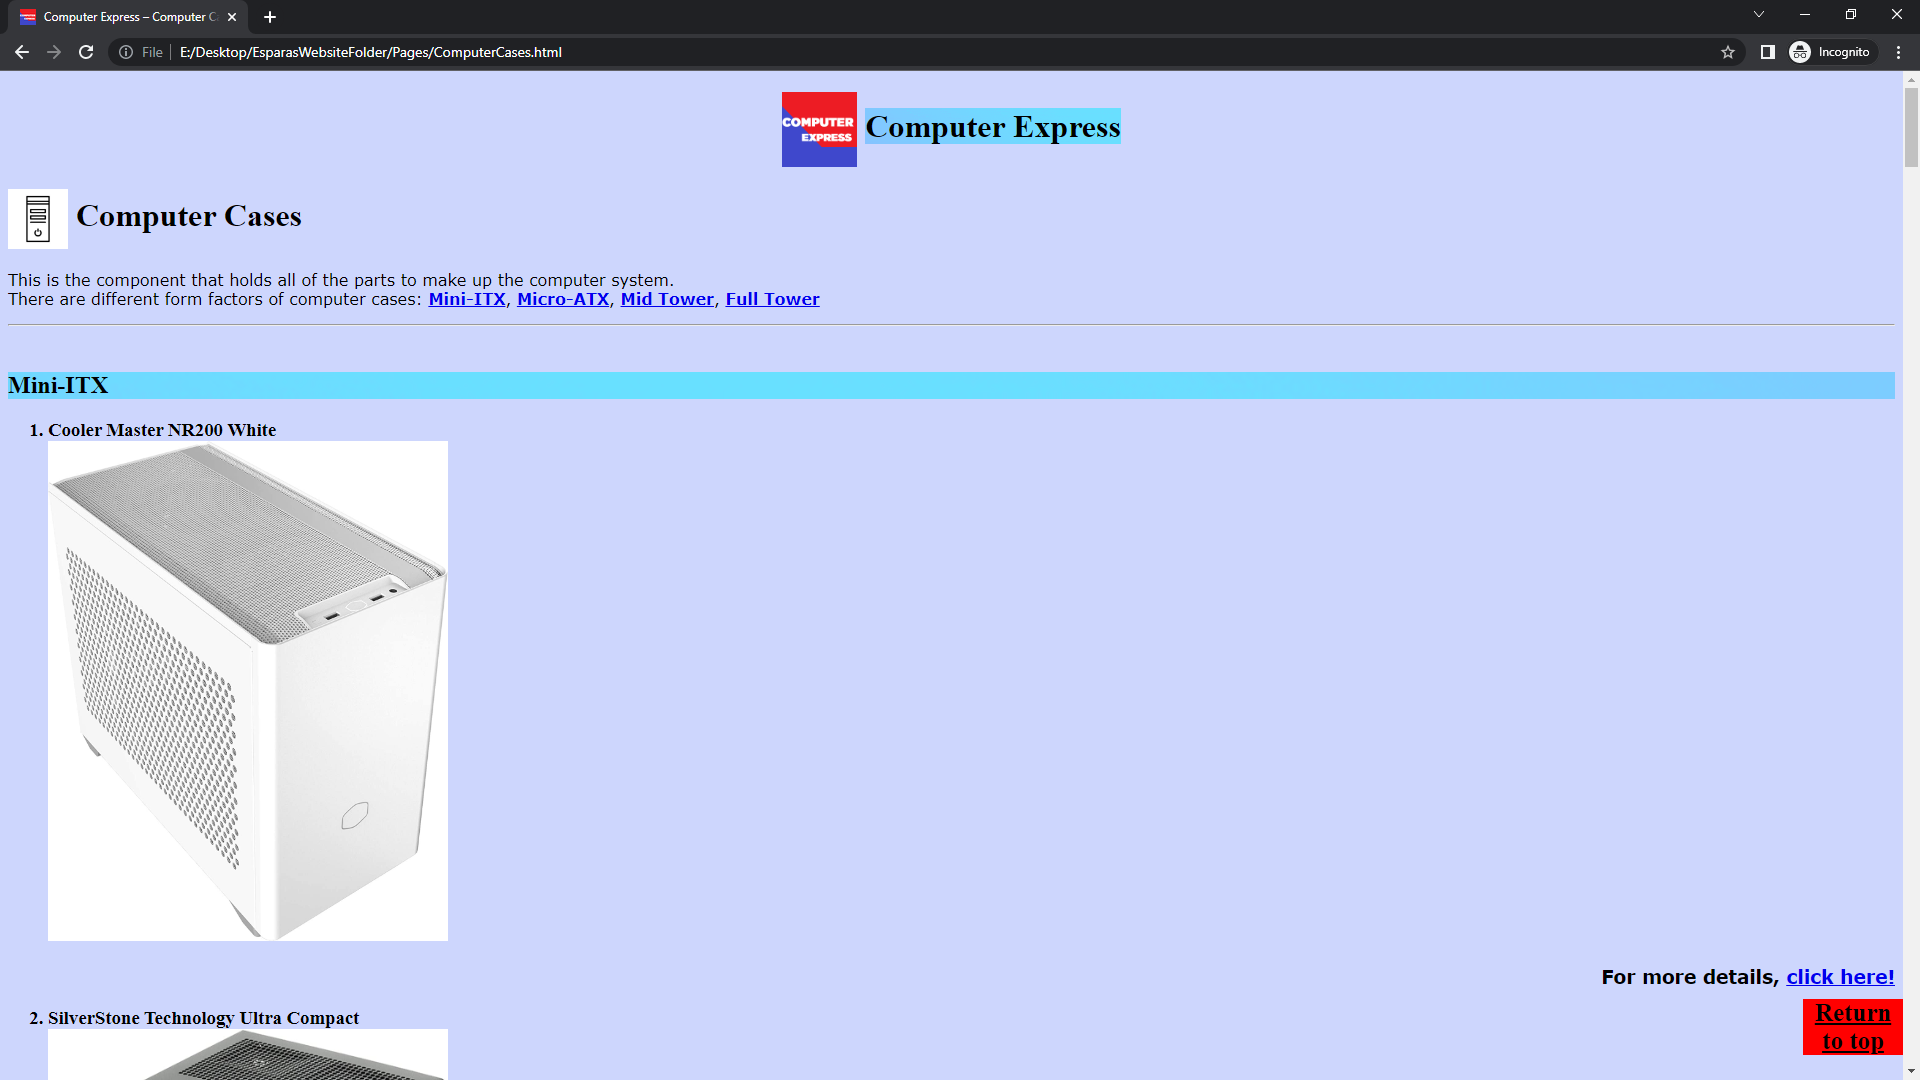 Computer Express – Computer C
File
E:/Desktop/EsparasWebsiteFolder/Pages/ComputerCases.html
Incognito
COMPUTER
EXPRESS
Computer Express
Computer Cases
This is the component that holds all of the parts to make up the computer system.
There are different form factors of computer cases: Mini-ITX, Micro-ATX, Mid Tower, Full Tower
Mini-ITX
1. Cooler Master NR200 White
For more details, click here!
2. SilverStone Technology Ultra Compact
Return
to top